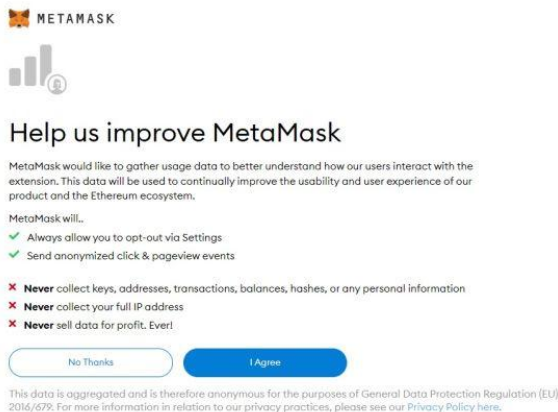 METAMASK
Help us improve MetaMask
MetaMask would like to gather usage data to better understand how our users interact with the
extension. This data will be used to continually improve the usability and user experience of our
product and the Ethereum ecosystem.
MetaMask will..
Always allow you to opt-out via Settings
Send anonymized click & pageview events
Never collect keys, addresses, transactions, balances, hashes, or any personal information
Never collect your full IP address
Never sell data for profit. Ever!
No Thanks
I Agree
This data is aggregated and is therefore anonymous for the purposes of General Data Protection Regulation (EU)
2016/679. For more information in relation to our privacy practices, please see our Privacy Policy here.